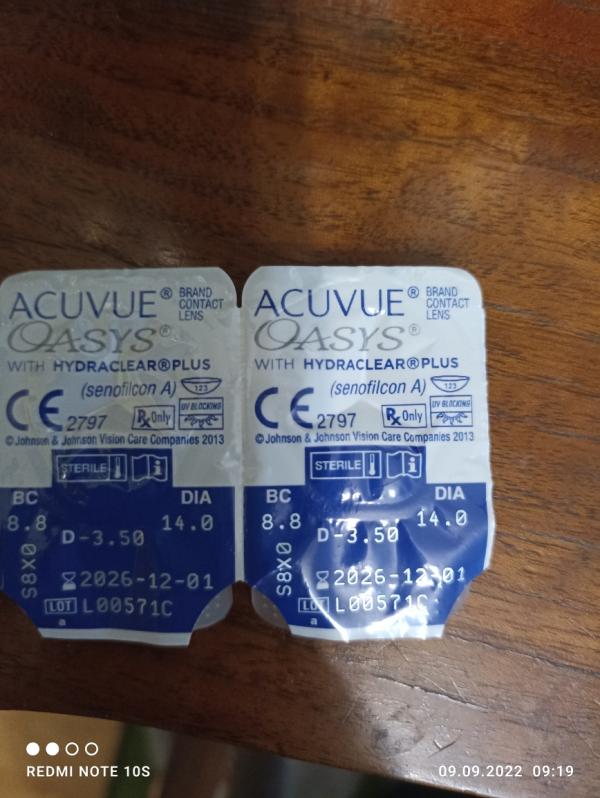 ACUVUE® BRAND CONTACT LENS
OASYS®
WITH HYDRACLEAR®PLUS
(senofilcon A) 123
CE 2797 Rx Only UV BLOCKING
©Johnson & Johnson Vision Care Companies 2013
STERILE i
BC DIA
8.8 14.0
D-3.50
S8X0
2026-12-01
LOT L00571C
a
ACUVUE® BRAND CONTACT LENS
OASYS®
WITH HYDRACLEAR®PLUS
(senofilcon A) 123
CE 2797 Rx Only UV BLOCKING
©Johnson & Johnson Vision Care Companies 2013
STERILE i
BC DIA
8.8 14.0
D-3.50
S8X0
2026-12-01
LOT L00571C
a
REDMI NOTE 10S
09.09.2022 09:19